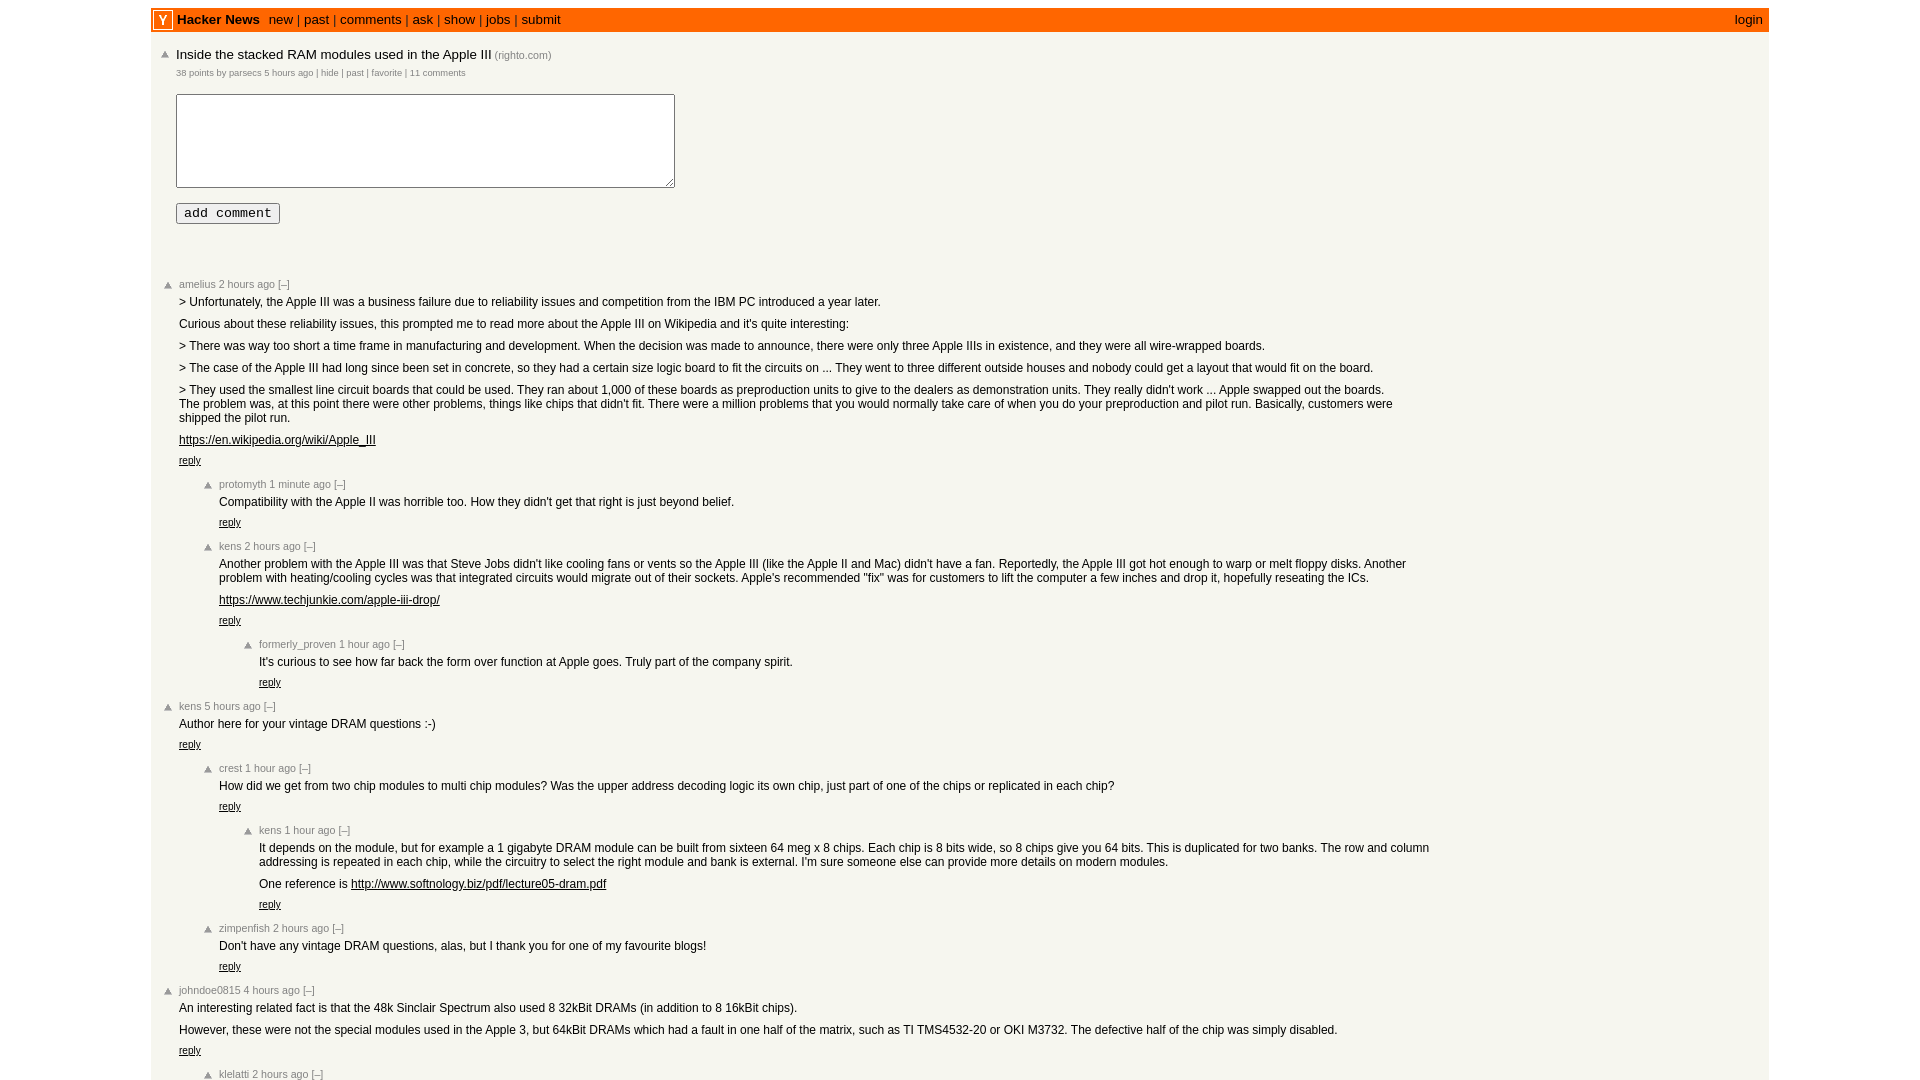 Y Hacker News new | past | comments | ask | show | jobs | submit login
Inside the stacked RAM modules used in the Apple III (righto.com)
38 points by parsecs 5 hours ago | hide | past | favorite | 11 comments
add comment
amelius 2 hours ago [–]
> Unfortunately, the Apple III was a business failure due to reliability issues and competition from the IBM PC introduced a year later.
Curious about these reliability issues, this prompted me to read more about the Apple III on Wikipedia and it's quite interesting:
> There was way too short a time frame in manufacturing and development. When the decision was made to announce, there were only three Apple IIIs in existence, and they were all wire-wrapped boards.
> The case of the Apple III had long since been set in concrete, so they had a certain size logic board to fit the circuits on ... They went to three different outside houses and nobody could get a layout that would fit on the board.
> They used the smallest line circuit boards that could be used. They ran about 1,000 of these boards as preproduction units to give to the dealers as demonstration units. They really didn't work ... Apple swapped out the boards.
The problem was, at this point there were other problems, things like chips that didn't fit. There were a million problems that you would normally take care of when you do your preproduction and pilot run. Basically, customers were
shipped the pilot run.
https://en.wikipedia.org/wiki/Apple_III
reply
protomyth 1 minute ago [–]
Compatibility with the Apple II was horrible too. How they didn't get that right is just beyond belief.
reply
kens 2 hours ago [–]
Another problem with the Apple III was that Steve Jobs didn't like cooling fans or vents so the Apple III (like the Apple II and Mac) didn't have a fan. Reportedly, the Apple III got hot enough to warp or melt floppy disks. Another
problem with heating/cooling cycles was that integrated circuits would migrate out of their sockets. Apple's recommended "fix" was for customers to lift the computer a few inches and drop it, hopefully reseating the ICs.
https://www.techjunkie.com/apple-iii-drop/
reply
formerly_proven 1 hour ago [–]
It's curious to see how far back the form over function at Apple goes. Truly part of the company spirit.
reply
kens 5 hours ago [–]
Author here for your vintage DRAM questions :-)
reply
crest 1 hour ago [–]
How did we get from two chip modules to multi chip modules? Was the upper address decoding logic its own chip, just part of one of the chips or replicated in each chip?
reply
kens 1 hour ago [–]
It depends on the module, but for example a 1 gigabyte DRAM module can be built from sixteen 64 meg x 8 chips. Each chip is 8 bits wide, so 8 chips give you 64 bits. This is duplicated for two banks. The row and column
addressing is repeated in each chip, while the circuitry to select the right module and bank is external. I'm sure someone else can provide more details on modern modules.
One reference is http://www.softnology.biz/pdf/lecture05-dram.pdf
reply
zimpenfish 2 hours ago [–]
Don't have any vintage DRAM questions, alas, but I thank you for one of my favourite blogs!
reply
johndoe0815 4 hours ago [–]
An interesting related fact is that the 48k Sinclair Spectrum also used 8 32kBit DRAMs (in addition to 8 16kBit chips).
However, these were not the special modules used in the Apple 3, but 64kBit DRAMs which had a fault in one half of the matrix, such as TI TMS4532-20 or OKI M3732. The defective half of the chip was simply disabled.
reply
klelatti 2 hours ago [–]